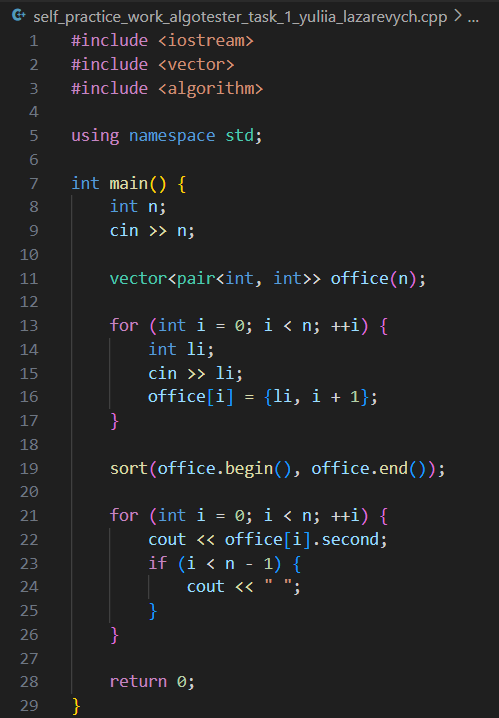 self_practice_work_algotester_task_1_yuliia_lazarevych.cpp > ...
1 #include <iostream>
2 #include <vector>
3 #include <algorithm>
4
5 using namespace std;
6
7 int main() {
8     int n;
9     cin >> n;
10
11     vector<pair<int, int>> office(n);
12
13     for (int i = 0; i < n; ++i) {
14         int li;
15         cin >> li;
16         office[i] = {li, i + 1};
17     }
18
19     sort(office.begin(), office.end());
20
21     for (int i = 0; i < n; ++i) {
22         cout << office[i].second;
23         if (i < n - 1) {
24             cout << " ";
25         }
26     }
27
28     return 0;
29 }